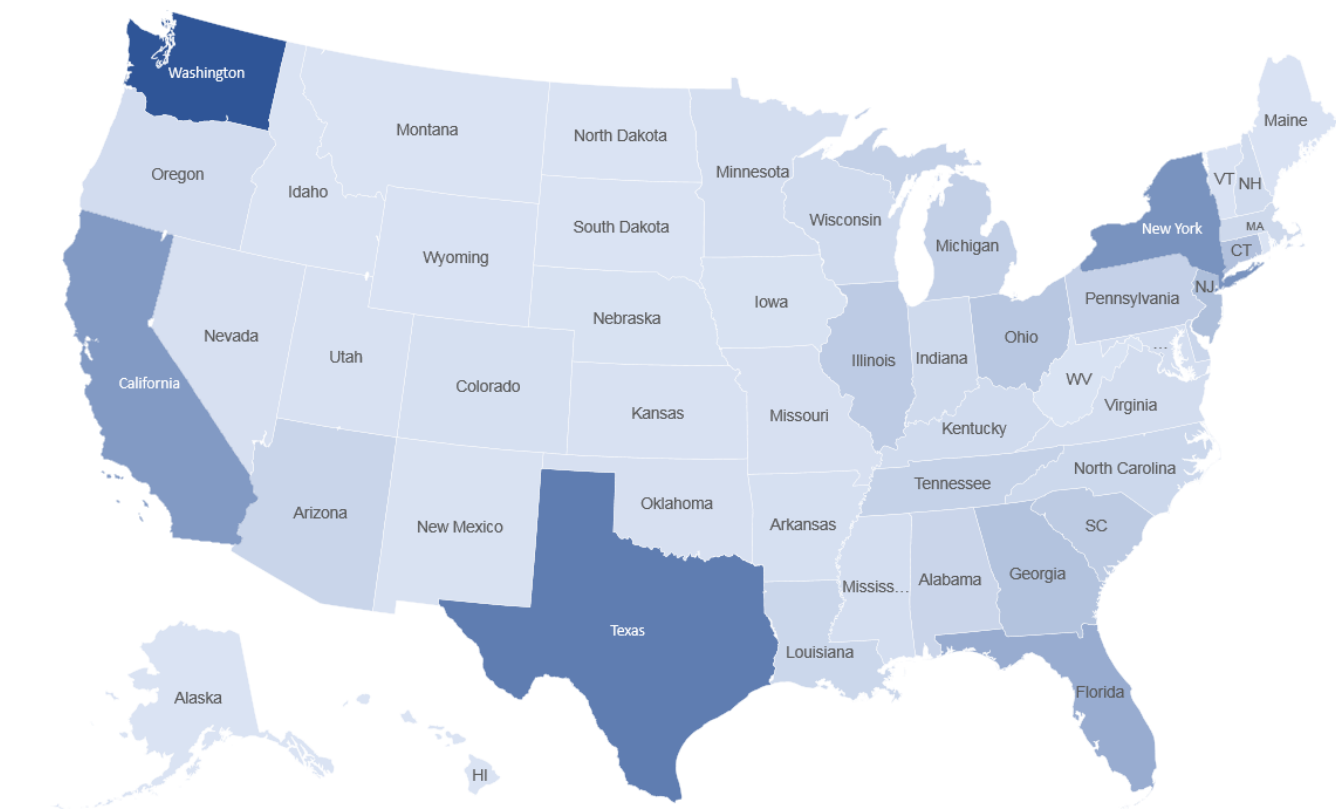 Washington
Montana
North Dakota
Minnesota
Maine
Oregon
Idaho
VT
NH
Wisconsin
South Dakota
MA
New York
Michigan
CT
Wyoming
NJ
Pennsylvania
Iowa
Nebraska
Nevada
Ohio
Utah
Illinois
Indiana
...
California
Colorado
WV
Virginia
Kansas
Missouri
Kentucky
North Carolina
Tennessee
Oklahoma
Arizona
New Mexico
Arkansas
SC
Georgia
Alabama
Mississ...
Texas
Louisiana
Florida
Alaska
HI